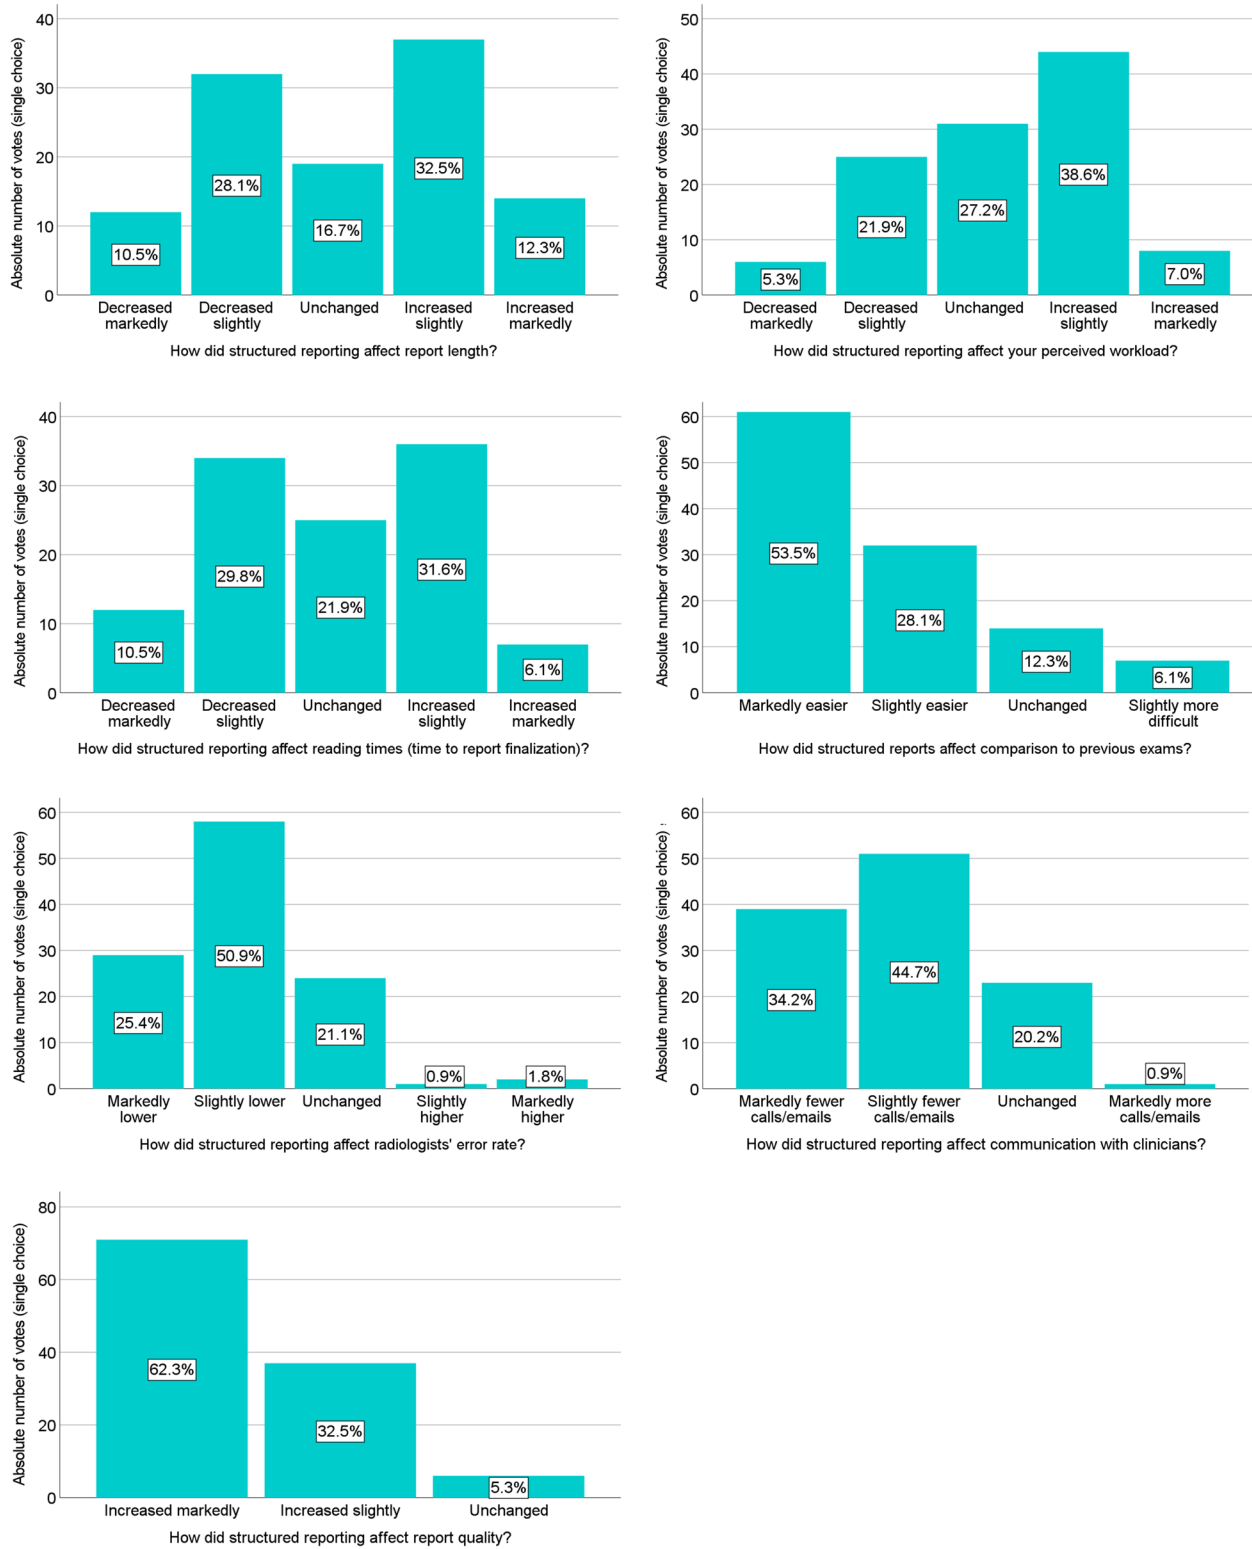 Absolute number of votes (single choice)
40
30
20
10
0
10.5%
28.1%
16.7%
32.5%
12.3%
Decreased markedly
Decreased slightly
Unchanged
Increased slightly
Increased markedly
How did structured reporting affect report length?
Absolute number of votes (single choice)
50
40
30
20
10
0
5.3%
21.9%
27.2%
38.6%
7.0%
Decreased markedly
Decreased slightly
Unchanged
Increased slightly
Increased markedly
How did structured reporting affect your perceived workload?
Absolute number of votes (single choice)
40
30
20
10
0
10.5%
29.8%
21.9%
31.6%
6.1%
Decreased markedly
Decreased slightly
Unchanged
Increased slightly
Increased markedly
How did structured reporting affect reading times (time to report finalization)?
Absolute number of votes (single choice)
60
50
40
30
20
10
0
53.5%
28.1%
12.3%
6.1%
Markedly easier
Slightly easier
Unchanged
Slightly more difficult
How did structured reports affect comparison to previous exams?
Absolute number of votes (single choice)
60
50
40
30
20
10
0
25.4%
50.9%
21.1%
0.9%
1.8%
Markedly lower
Slightly lower
Unchanged
Slightly higher
Markedly higher
How did structured reporting affect radiologists' error rate?
Absolute number of votes (single choice)
60
50
40
30
20
10
0
34.2%
44.7%
20.2%
0.9%
Markedly fewer calls/emails
Slightly fewer calls/emails
Unchanged
Markedly more calls/emails
How did structured reporting affect communication with clinicians?
Absolute number of votes (single choice)
80
60
40
20
0
62.3%
32.5%
5.3%
Increased markedly
Increased slightly
Unchanged
How did structured reporting affect report quality?